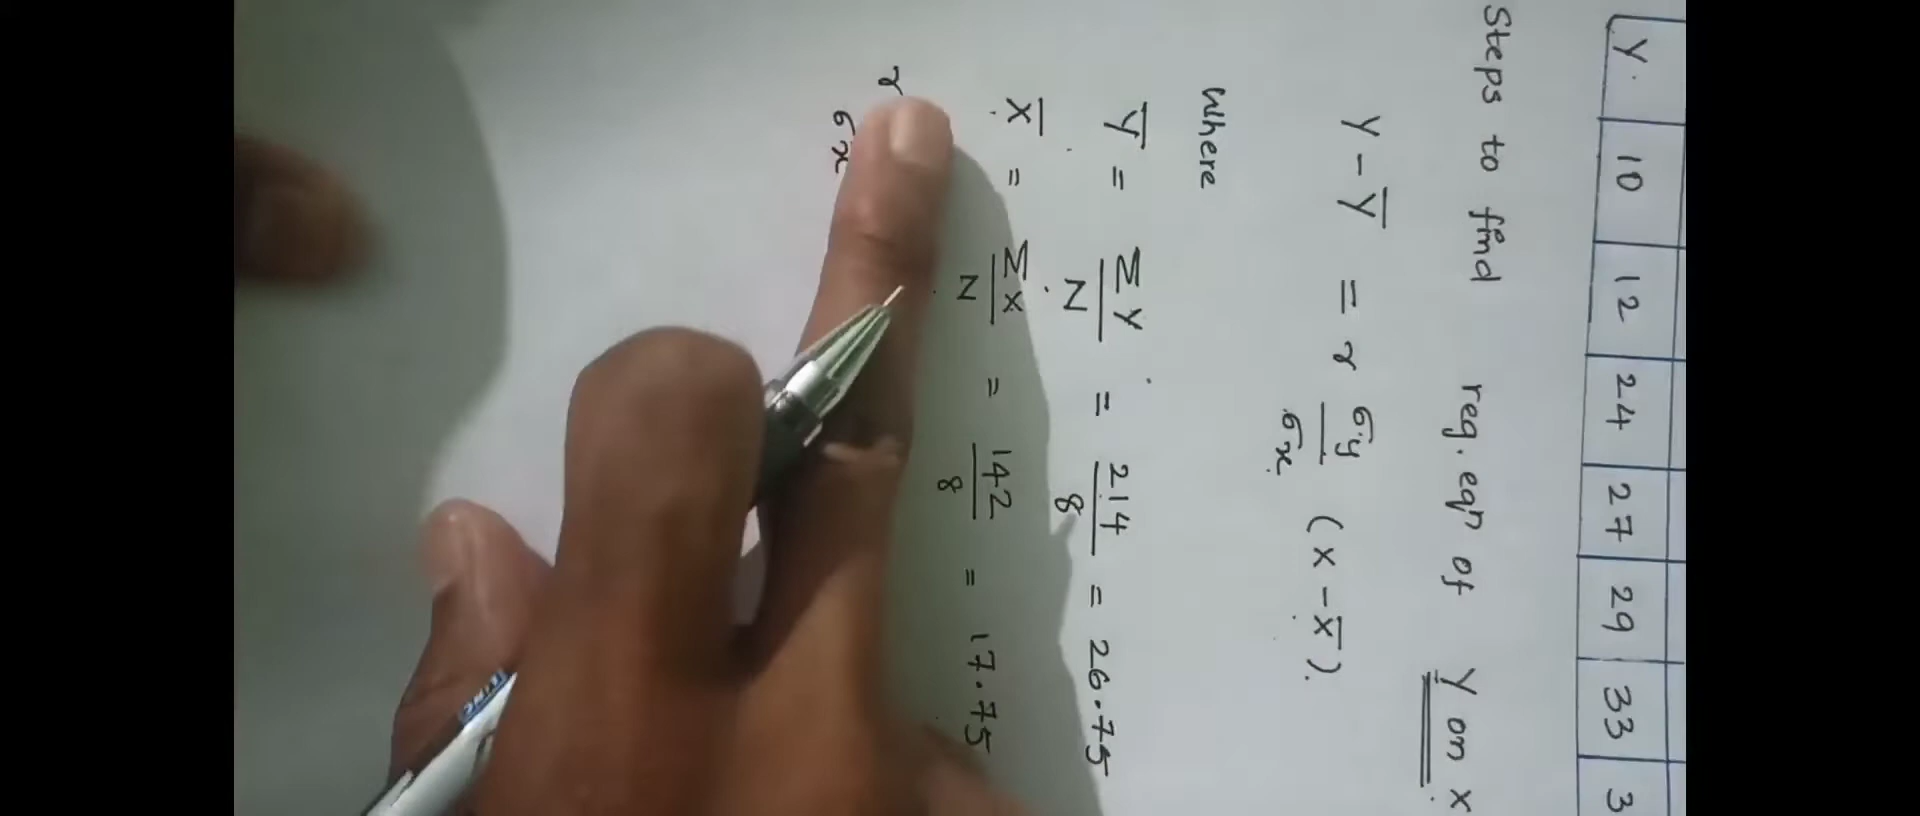 Y. 10 12 24 27 29 33 3
Steps to find reg. eqⁿ of Y on X
Y - Y̅ = r σy/σx (X - X̅).
Where
Y̅ = ΣY/N = 214/8 = 26.75
X̅ = ΣX/N = 142/8 = 17.75
r
σx